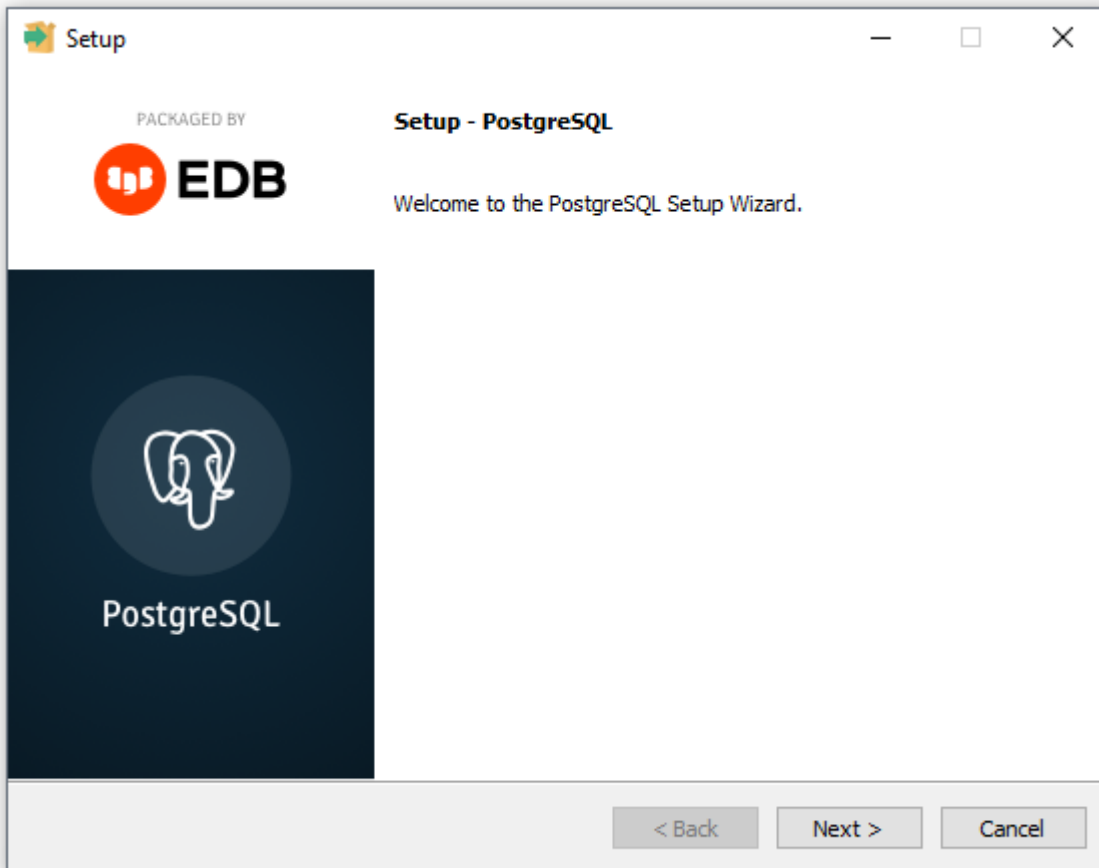 Setup
PACKAGED BY
EDB
Setup - PostgreSQL
Welcome to the PostgreSQL Setup Wizard.
PostgreSQL
< Back
Next >
Cancel